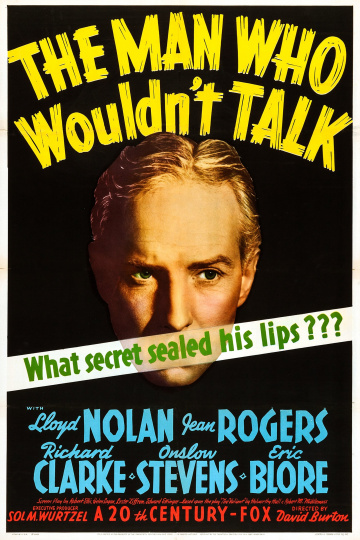 THE MAN WHO
Wouldn't TALK
What secret sealed his lips???
WITH
Lloyd NOLAN Jean ROGERS
Richard Onslow Eric
CLARKE · STEVENS · BLORE
EXECUTIVE PRODUCER
SOL M. WURTZEL
A 20th CENTURY-FOX
DIRECTED BY
David Burton